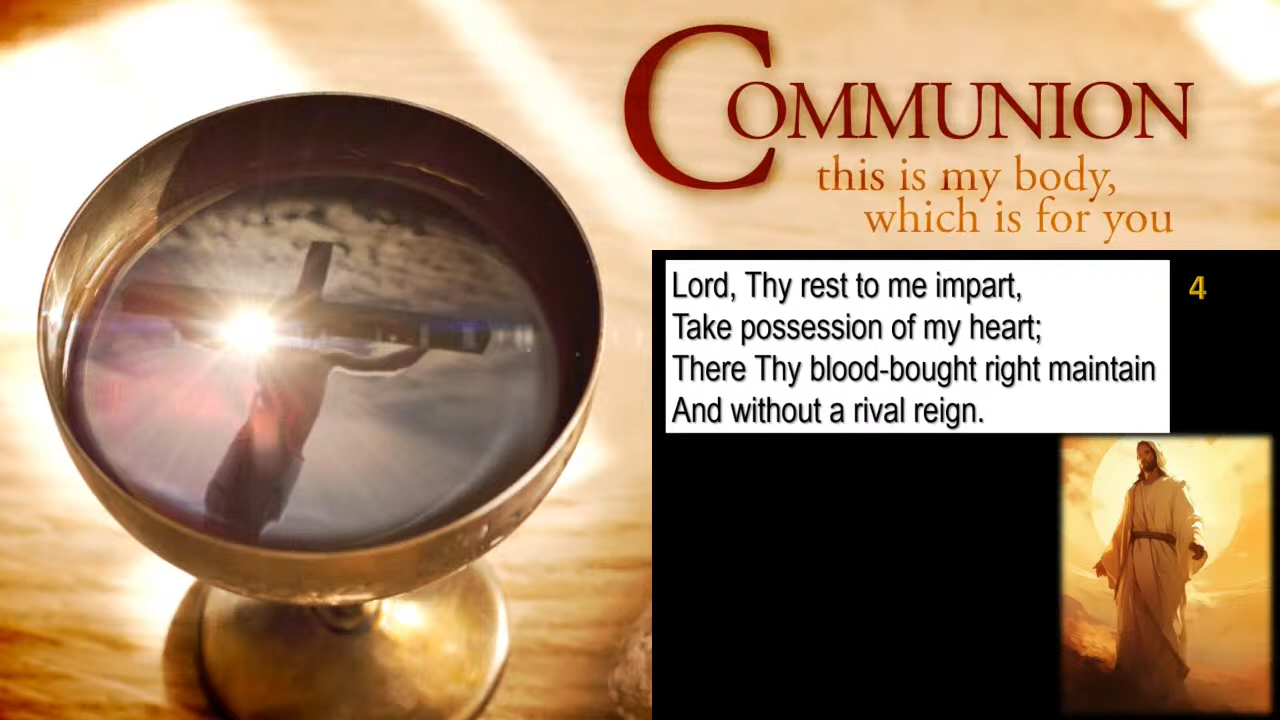 COMMUNION
this is my body,
which is for you
Lord, Thy rest to me impart,
Take possession of my heart;
There Thy blood-bought right maintain
And without a rival reign.
4